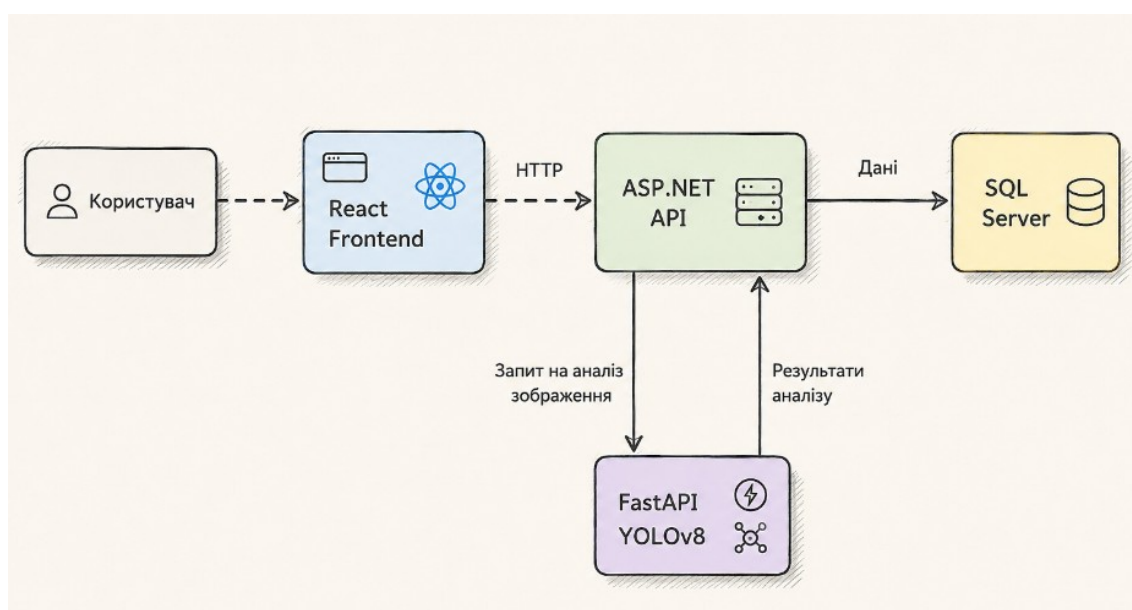 Користувач
React
Frontend
HTTP
ASP.NET
API
Дані
SQL
Server
Запит на аналіз
зображення
Результати
аналізу
FastAPI
YOLOv8